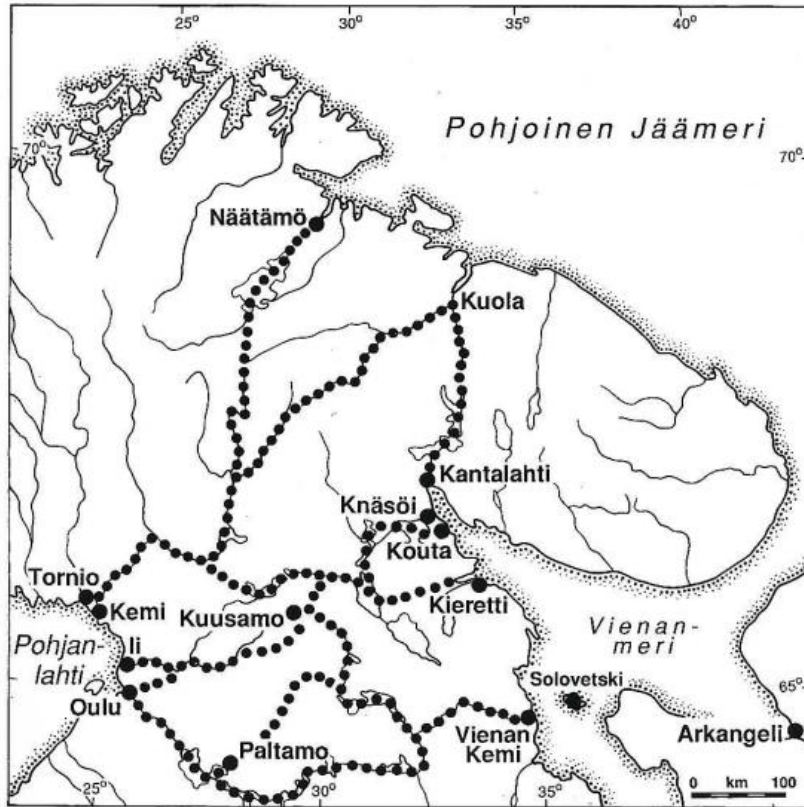 25°
30°
35°
40°
Pohjoinen Jäämeri
70°
70°
Näätämö
Kuola
Kantalahti
Knäsöi
Kouta
Tornio
Kemi
Kieretti
Kuusamo
Vienan-
meri
Pohjan-
lahti
Ii
Solovetski
65°
Oulu
Vienan
Kemi
Arkangeli
Paltamo
25°
30°
35°
0 km 100